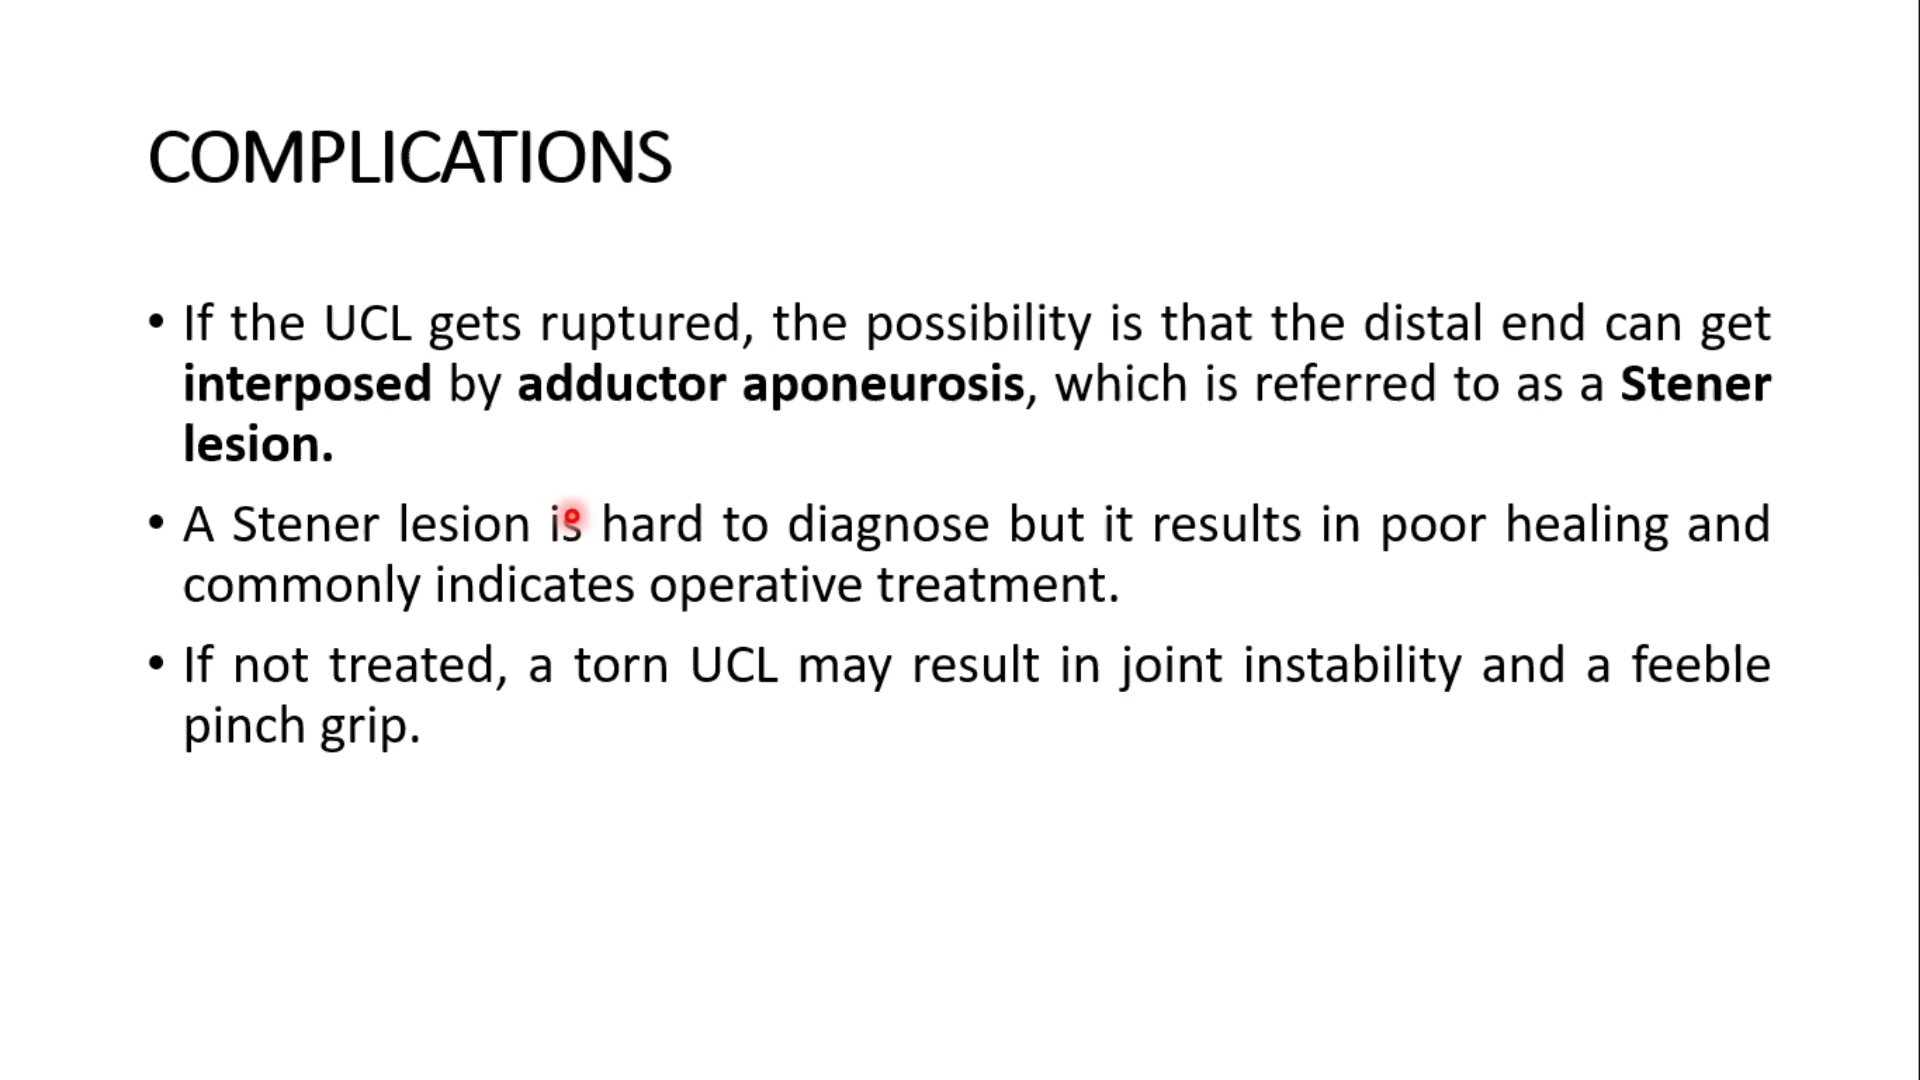 COMPLICATIONS
• If the UCL gets ruptured, the possibility is that the distal end can get
interposed by adductor aponeurosis, which is referred to as a Stener
lesion.
• A Stener lesion is hard to diagnose but it results in poor healing and
commonly indicates operative treatment.
• If not treated, a torn UCL may result in joint instability and a feeble
pinch grip.